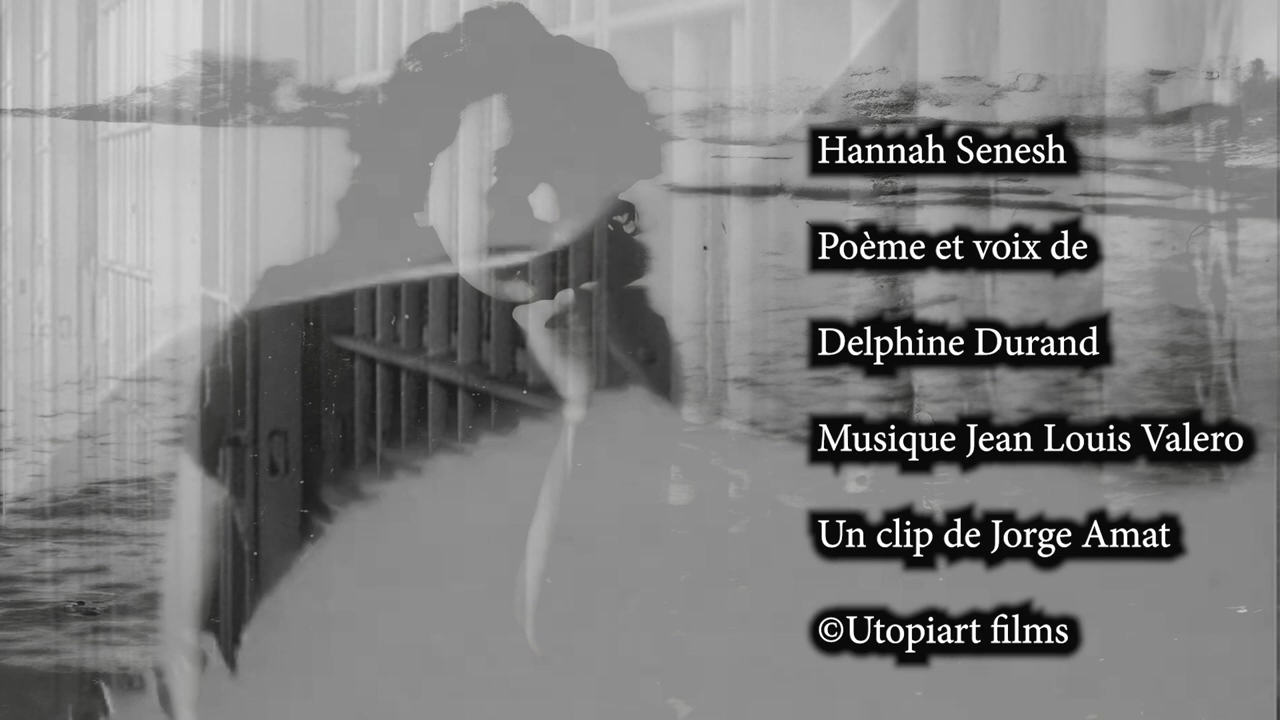 Hannah Senesh
Poème et voix de
Delphine Durand
Musique Jean Louis Valero
Un clip de Jorge Amat
©Utopiart films